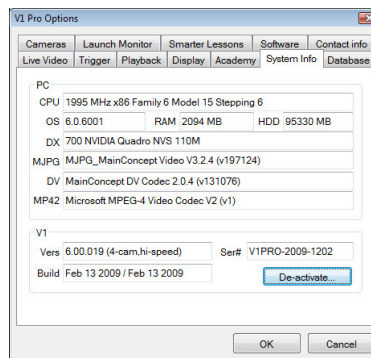 V1 Pro Options
Cameras Launch Monitor Smarter Lessons Software Contact info
Live Video Trigger Playback Display Academy System Info Database
PC
CPU 1995 MHz x86 Family 6 Model 15 Stepping 6
OS 6.0.6001 RAM 2094 MB HDD 95330 MB
DX 700 NVIDIA Quadro NVS 110M
MJPG MJPG_MainConcept Video V3.2.4 (v197124)
DV MainConcept DV Codec 2.0.4 (v131076)
MP42 Microsoft MPEG-4 Video Codec V2 (v1)
V1
Vers 6.00.019 (4-cam,hi-speed) Ser# V1PRO-2009-1202
Build Feb 13 2009 / Feb 13 2009 De-activate...
OK Cancel